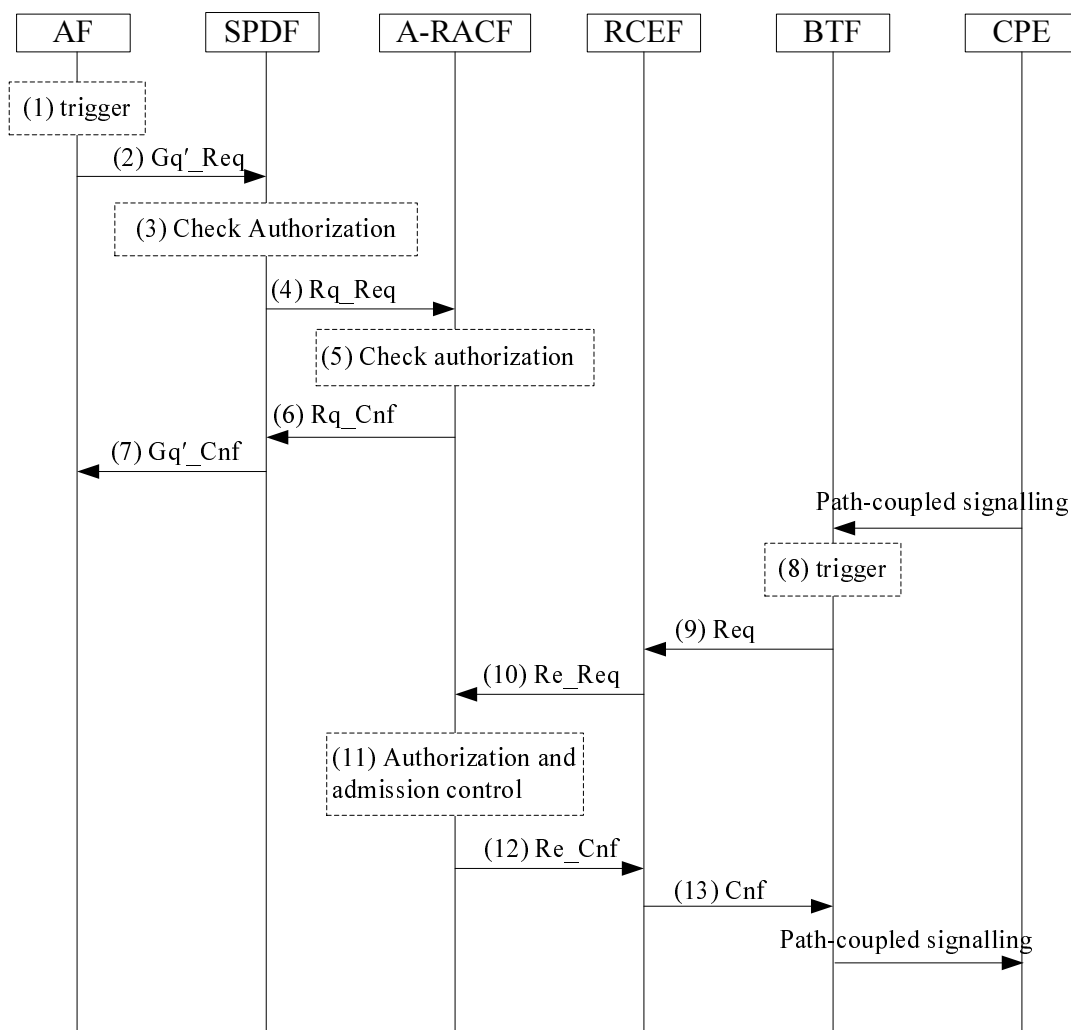 AF
SPDF
A-RACF
RCEF
BTF
CPE
(1) trigger
(2) Gq′_Req
(3) Check Authorization
(4) Rq_Req
(5) Check authorization
(6) Rq_Cnf
(7) Gq′_Cnf
Path-coupled signalling
(8) trigger
(9) Req
(10) Re_Req
(11) Authorization and
admission control
(12) Re_Cnf
(13) Cnf
Path-coupled signalling